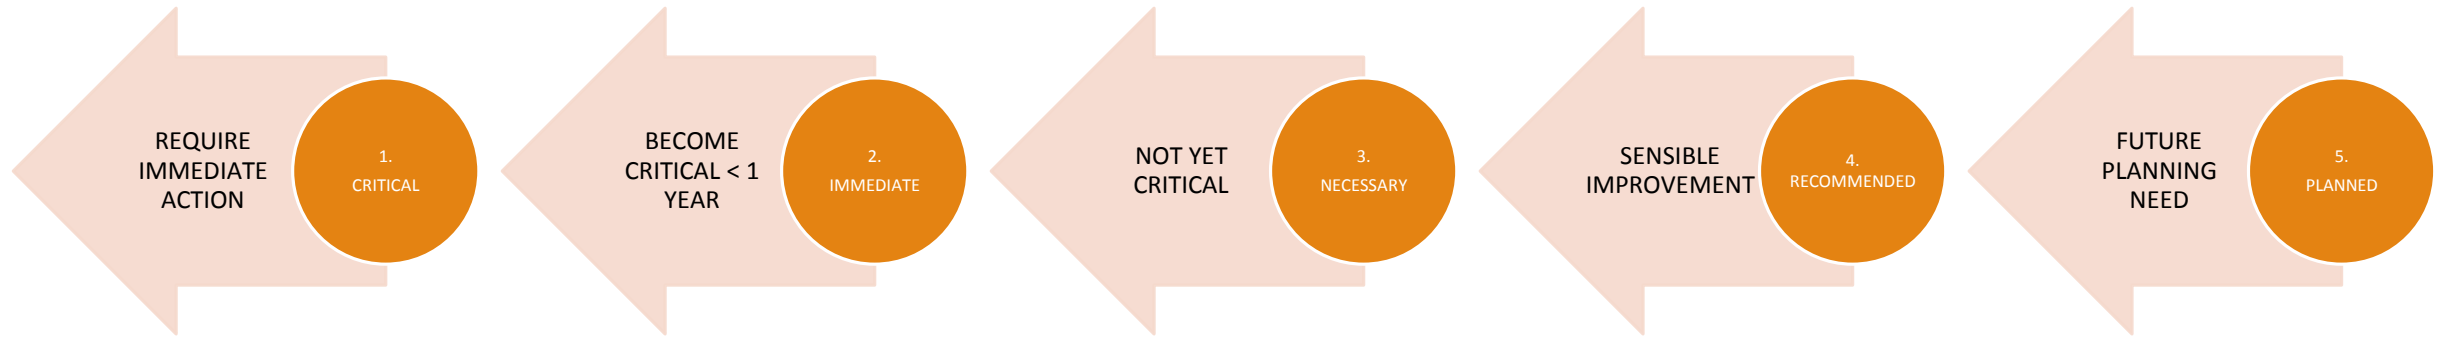 REQUIRE
IMMEDIATE
ACTION
1.
CRITICAL
BECOME
CRITICAL < 1
YEAR
2.
IMMEDIATE
NOT YET
CRITICAL
3.
NECESSARY
SENSIBLE
IMPROVEMENT
4.
RECOMMENDED
FUTURE
PLANNING
NEED
5.
PLANNED